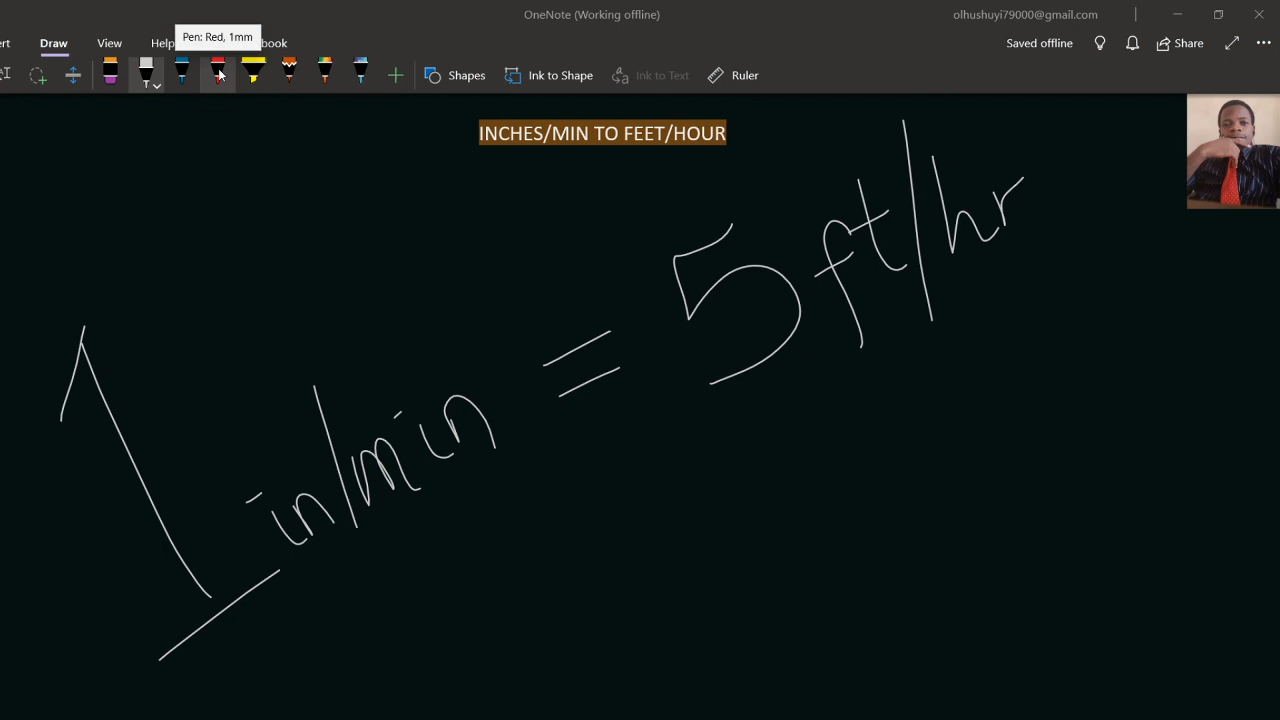 OneNote (Working offline)
olhushuyi79000@gmail.com
Pen: Red, 1mm
rt Draw View Help book
Saved offline Share
Shapes Ink to Shape Ink to Text Ruler
INCHES/MIN TO FEET/HOUR
1 in/min = 5 ft/hr